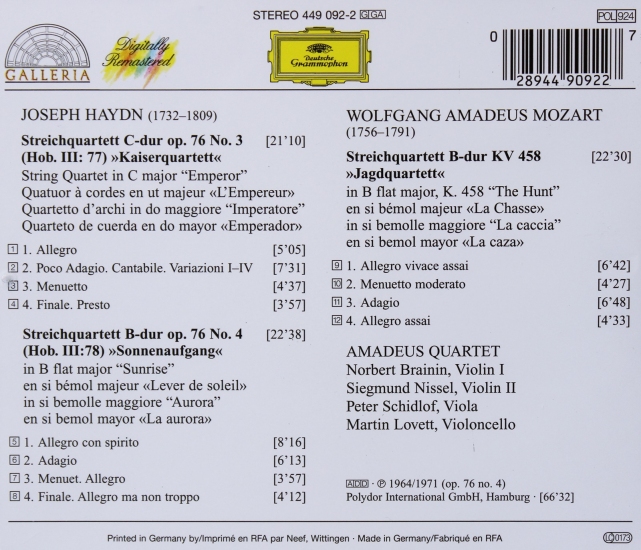 STEREO 449 092-2 GIGA
POL 924
GALLERIA
Digitally
Remastered
Deutsche
Grammophon
0
7
28944 90922
JOSEPH HAYDN (1732–1809)
Streichquartett C-dur op. 76 No. 3 [21'10]
(Hob. III: 77) »Kaiserquartett«
String Quartet in C major “Emperor”
Quatuor à cordes en ut majeur «L’Empereur»
Quartetto d’archi in do maggiore “Imperatore”
Quarteto de cuerda en do mayor «Emperador»
1 1. Allegro [5'05]
2 2. Poco Adagio. Cantabile. Variazioni I–IV [7'31]
3 3. Menuetto [4'37]
4 4. Finale. Presto [3'57]
Streichquartett B-dur op. 76 No. 4 [22'38]
(Hob. III:78) »Sonnenaufgang«
in B flat major “Sunrise”
en si bémol majeur «Lever de soleil»
in si bemolle maggiore “Aurora”
en si bemol mayor «La aurora»
5 1. Allegro con spirito [8'16]
6 2. Adagio [6'13]
7 3. Menuet. Allegro [3'57]
8 4. Finale. Allegro ma non troppo [4'12]
WOLFGANG AMADEUS MOZART
(1756–1791)
Streichquartett B-dur KV 458 [22'30]
»Jagdquartett«
in B flat major, K. 458 “The Hunt”
en si bémol majeur «La Chasse»
in si bemolle maggiore “La caccia”
en si bemol mayor «La caza»
9 1. Allegro vivace assai [6'42]
10 2. Menuetto moderato [4'27]
11 3. Adagio [6'48]
12 4. Allegro assai [4'33]
AMADEUS QUARTET
Norbert Brainin, Violin I
Siegmund Nissel, Violin II
Peter Schidlof, Viola
Martin Lovett, Violoncello
ADD · ℗ 1964/1971 (op. 76 no. 4)
Polydor International GmbH, Hamburg · [66'32]
Printed in Germany by/Imprimé en RFA par Neef, Wittingen · Made in Germany/Fabriqué en RFA
LC 0173